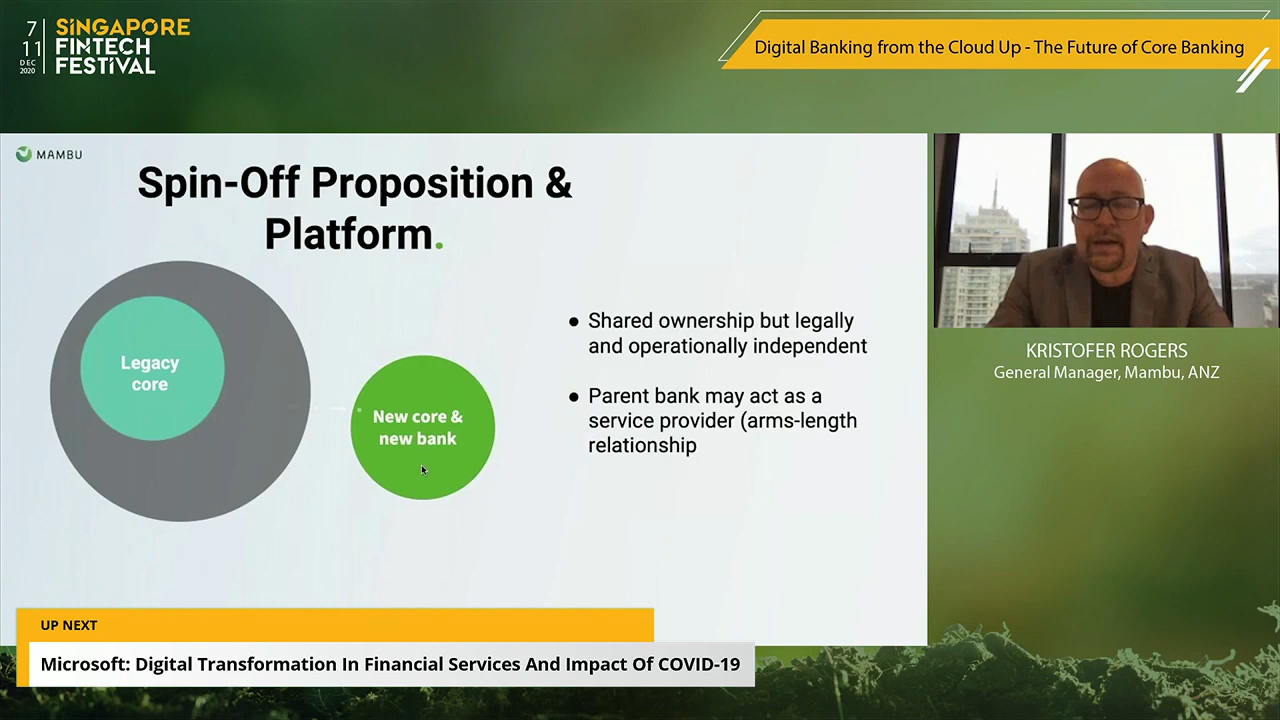 7
11
DEC
2020
SINGAPORE
FINTECH
FESTIVAL
Digital Banking from the Cloud Up - The Future of Core Banking
MAMBU
Spin-Off Proposition &
Platform.
Legacy
core
New core &
new bank
● Shared ownership but legally
and operationally independent
● Parent bank may act as a
service provider (arms-length
relationship
KRISTOFER ROGERS
General Manager, Mambu, ANZ
UP NEXT
Microsoft: Digital Transformation In Financial Services And Impact Of COVID-19